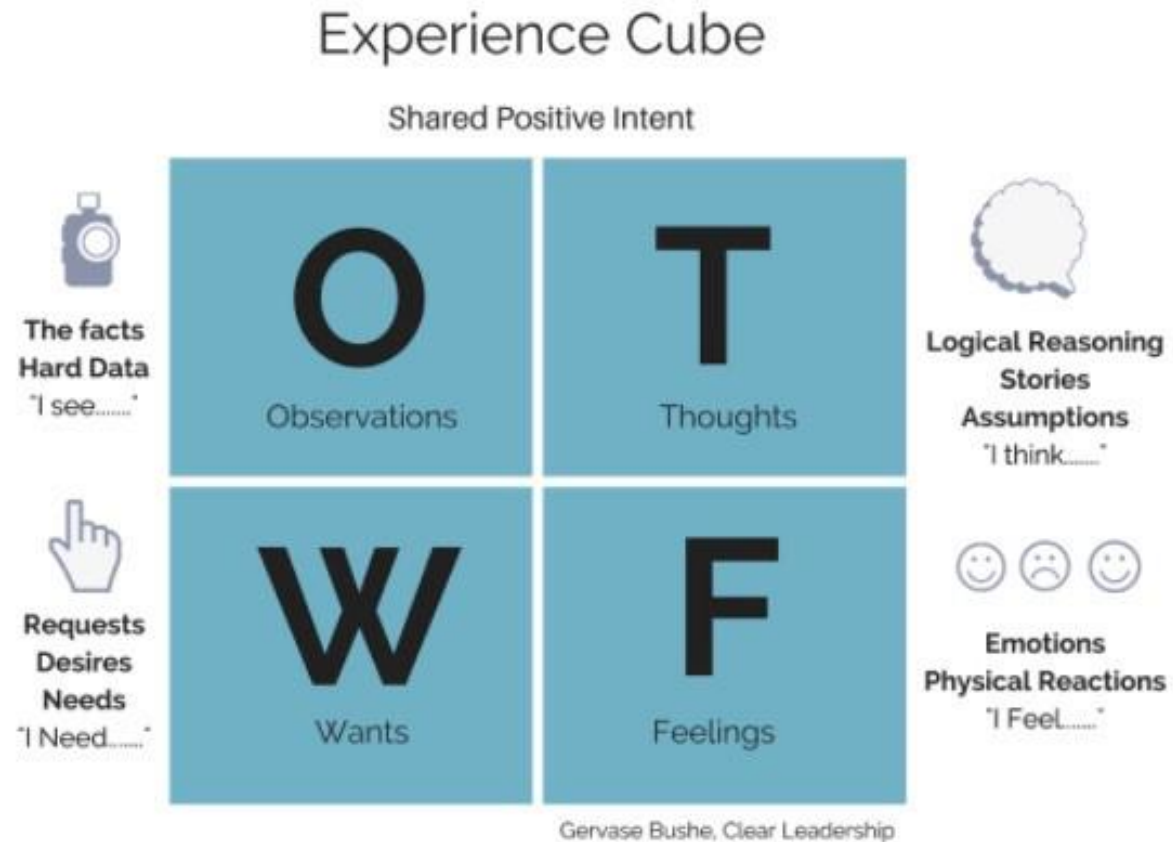 Experience Cube
Shared Positive Intent
The facts
Hard Data
"I see......."
O
Observations
T
Thoughts
Logical Reasoning
Stories
Assumptions
"I think......."
Requests
Desires
Needs
"I Need......."
W
Wants
F
Feelings
Emotions
Physical Reactions
"I Feel......."
Gervase Bushe, Clear Leadership